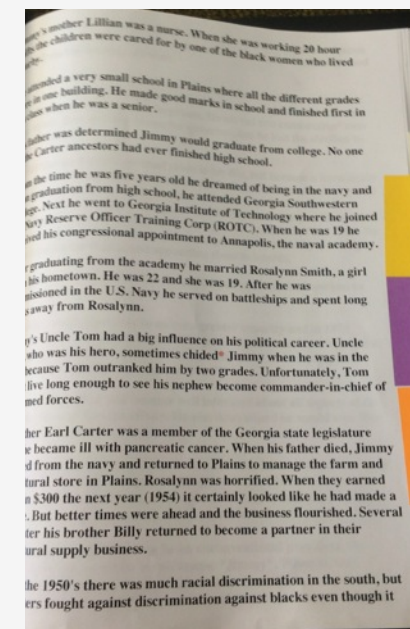 mother Lillian was a nurse. When she was working 20 hour
the children were cared for by one of the black women who lived
a very small school in Plains where all the different grades
in one building. He made good marks in school and finished first in
class when he was a senior.
father was determined Jimmy would graduate from college. No one
Carter ancestors had ever finished high school.
the time he was five years old he dreamed of being in the navy and
graduation from high school, he attended Georgia Southwestern
Next he went to Georgia Institute of Technology where he joined
Navy Reserve Officer Training Corp (ROTC). When he was 19 he
his congressional appointment to Annapolis, the naval academy.
graduating from the academy he married Rosalynn Smith, a girl
his hometown. He was 22 and she was 19. After he was
in the U.S. Navy he served on battleships and spent long
away from Rosalynn.
Uncle Tom had a big influence on his political career. Uncle
who was his hero, sometimes chided* Jimmy when he was in the
because Tom outranked him by two grades. Unfortunately, Tom
live long enough to see his nephew become commander-in-chief of
forces.
Earl Carter was a member of the Georgia state legislature
became ill with pancreatic cancer. When his father died, Jimmy
from the navy and returned to Plains to manage the farm and
store in Plains. Rosalynn was horrified. When they earned
$300 the next year (1954) it certainly looked like he had made a
. But better times were ahead and the business flourished. Several
his brother Billy returned to become a partner in their
supply business.
the 1950's there was much racial discrimination in the south, but
fought against discrimination against blacks even though it